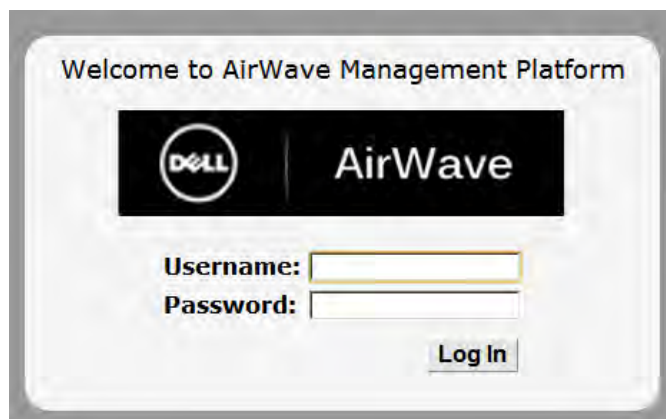 Welcome to AirWave Management Platform
DELL AirWave
Username:
Password:
Log In